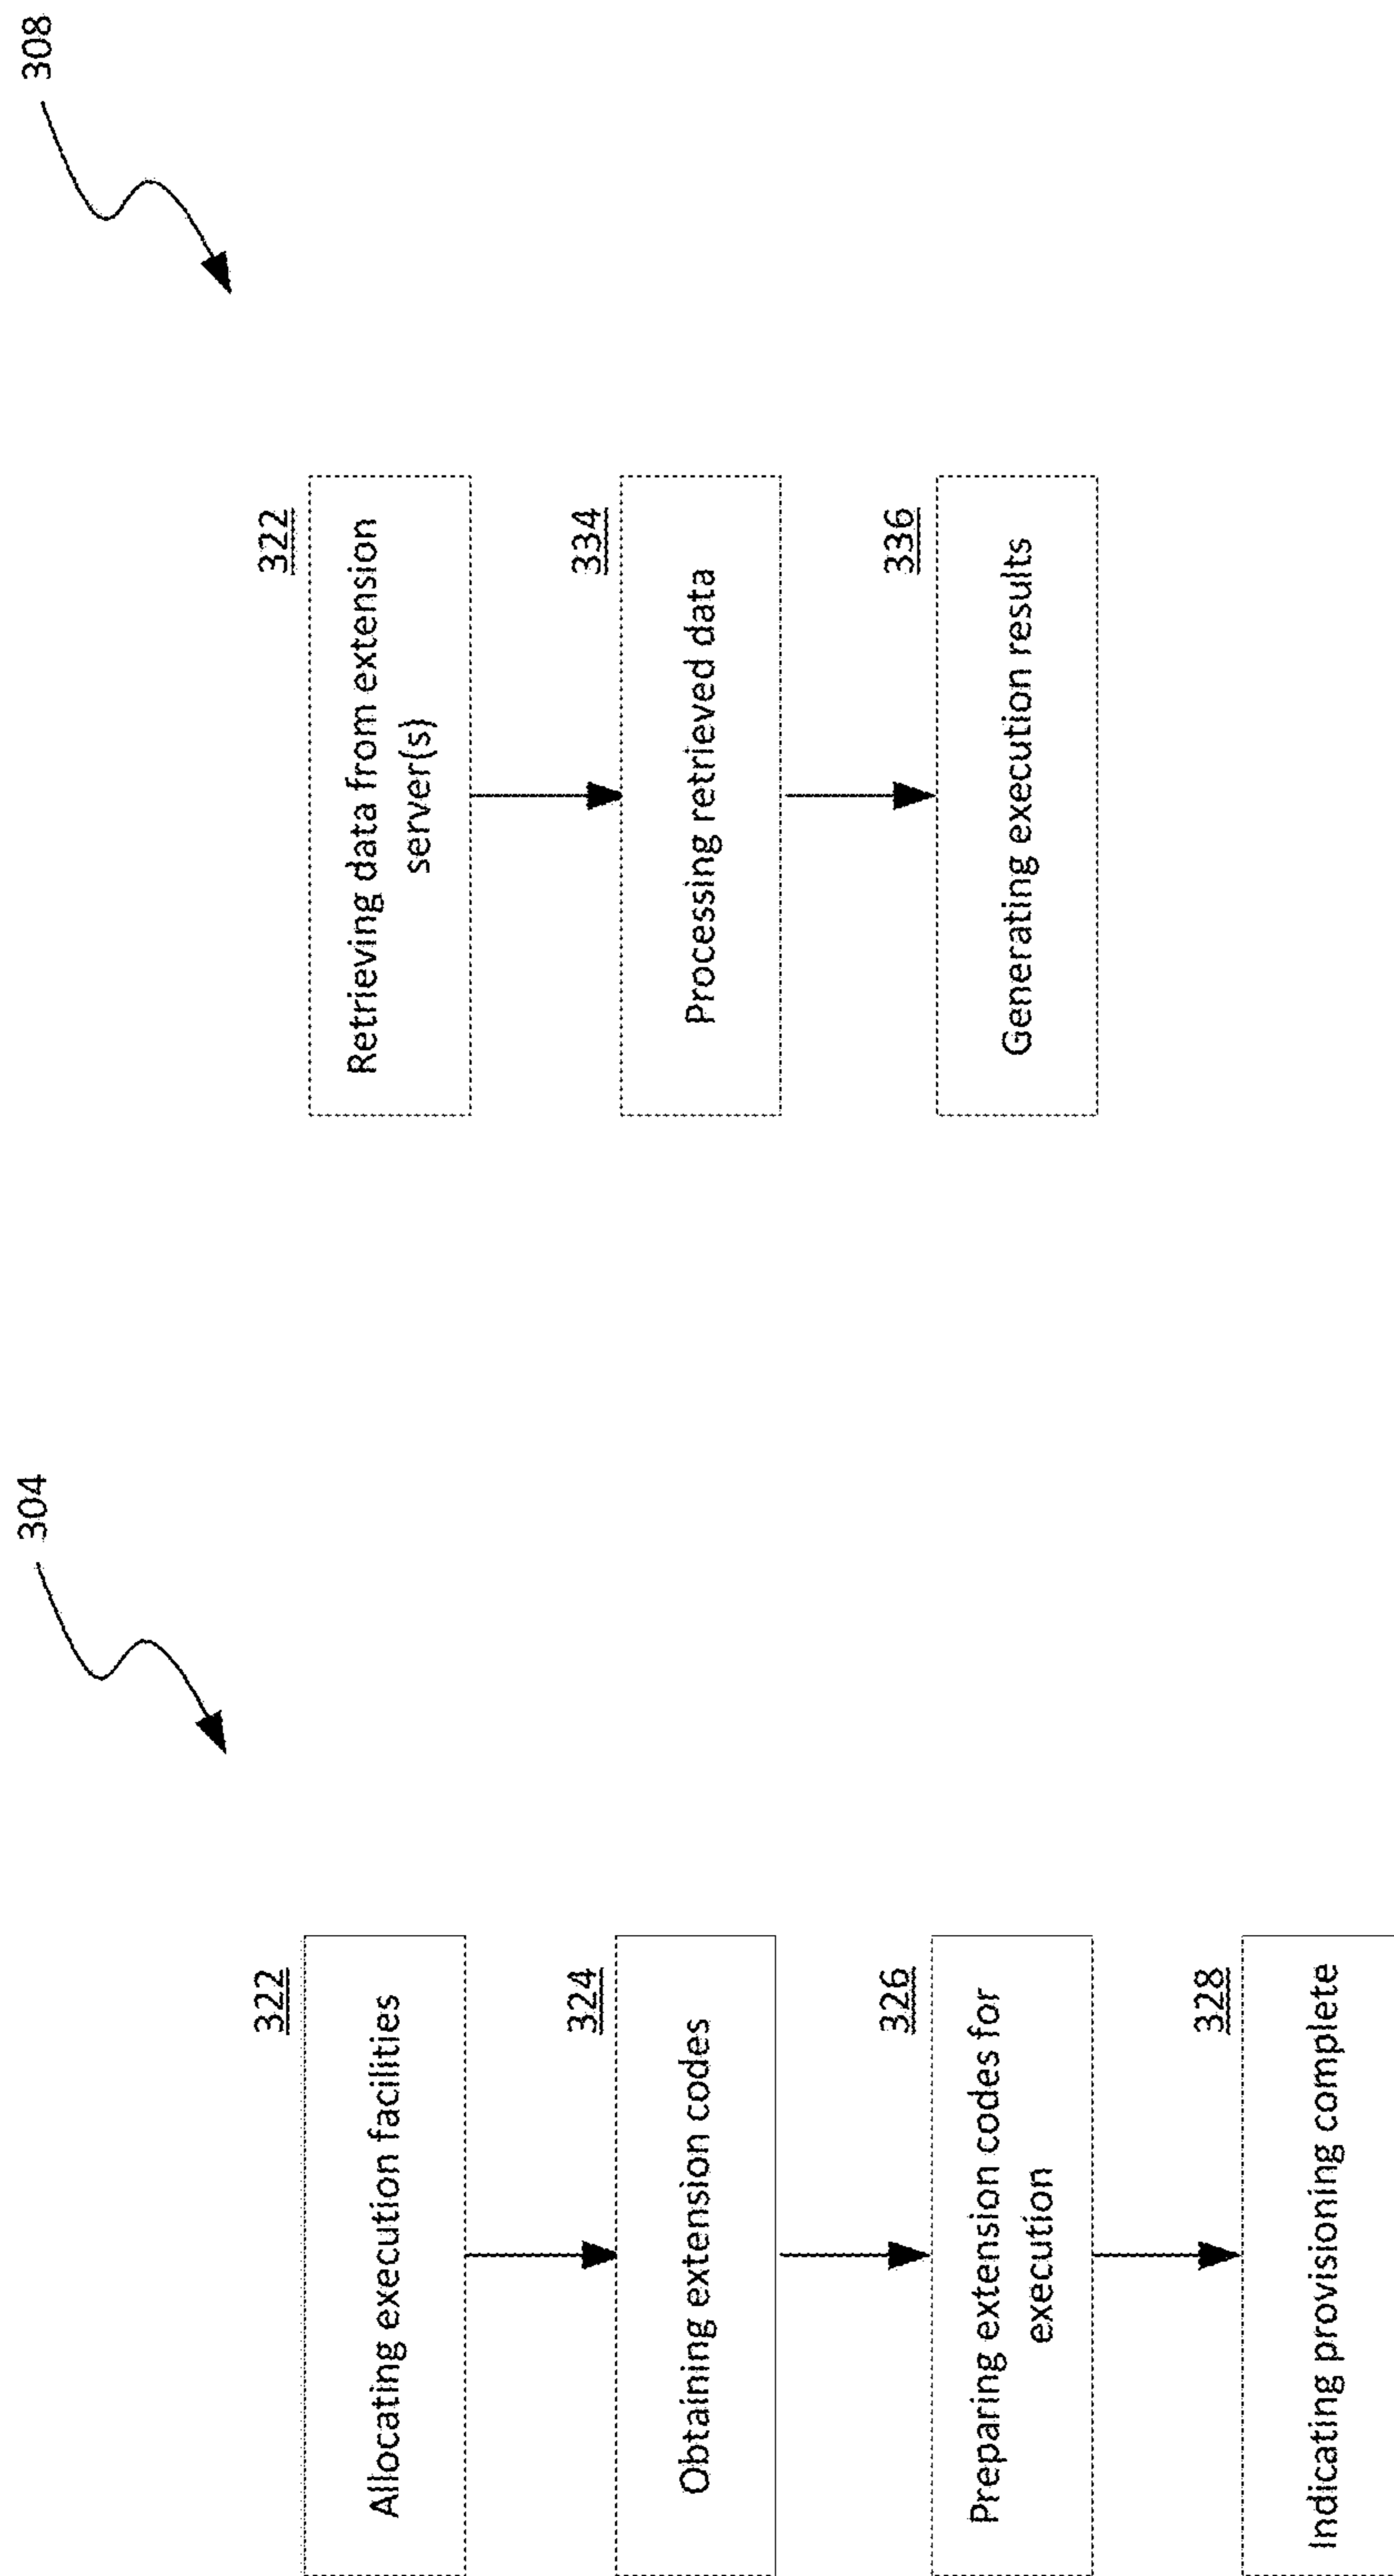 304
322
Allocating execution facilities
324
Obtaining extension codes
326
Preparing extension codes for
execution
328
Indicating provisioning complete
308
322
Retrieving data from extension
server(s)
334
Processing retrieved data
336
Generating execution results